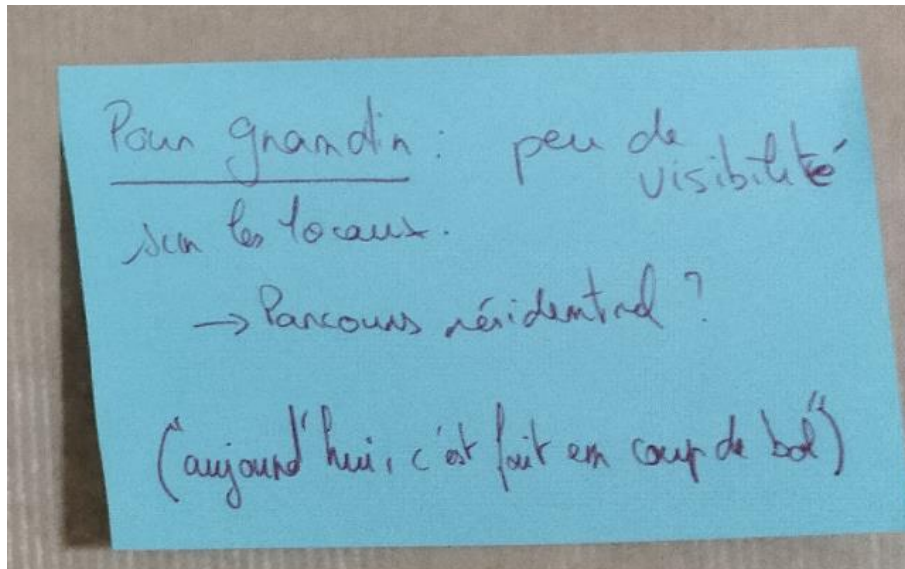 Pour grandir : peu de visibilité
sur les locaux.
→ Parcours résidentiel ?
("aujourd'hui, c'est fait en coup de bol")